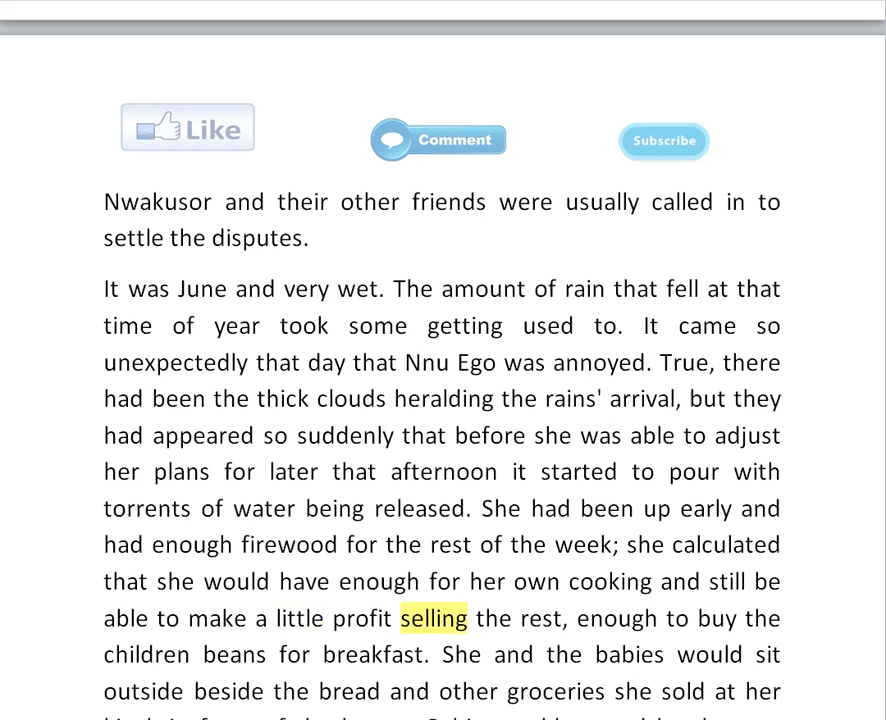 Like
Comment
Subscribe
Nwakusor and their other friends were usually called in to
settle the disputes.
It was June and very wet. The amount of rain that fell at that
time of year took some getting used to. It came so
unexpectedly that day that Nnu Ego was annoyed. True, there
had been the thick clouds heralding the rains' arrival, but they
had appeared so suddenly that before she was able to adjust
her plans for later that afternoon it started to pour with
torrents of water being released. She had been up early and
had enough firewood for the rest of the week; she calculated
that she would have enough for her own cooking and still be
able to make a little profit selling the rest, enough to buy the
children beans for breakfast. She and the babies would sit
outside beside the bread and other groceries she sold at her